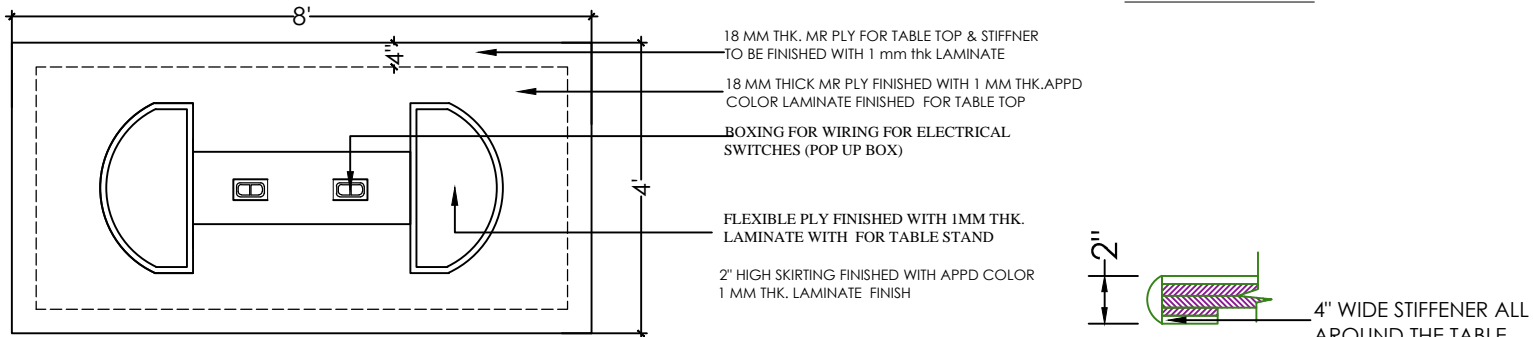 8'
4"
4'
18 MM THK. MR PLY FOR TABLE TOP & STIFFNER
TO BE FINISHED WITH 1 mm thk LAMINATE
18 MM THICK MR PLY FINISHED WITH 1 MM THK.APPD
COLOR LAMINATE FINISHED FOR TABLE TOP
BOXING FOR WIRING FOR ELECTRICAL
SWITCHES (POP UP BOX)
FLEXIBLE PLY FINISHED WITH 1MM THK.
LAMINATE WITH FOR TABLE STAND
2" HIGH SKIRTING FINISHED WITH APPD COLOR
1 MM THK. LAMINATE FINISH
2"
4" WIDE STIFFENER ALL
AROUND THE TABLE